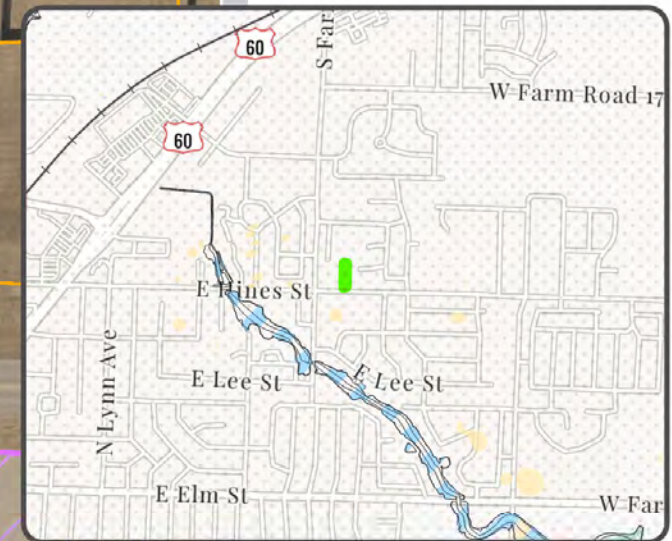 60
S Far
W Farm Road 17
60
E Hines St
N Lynn Ave
E Lee St
E Lee St
E Elm St
W Far